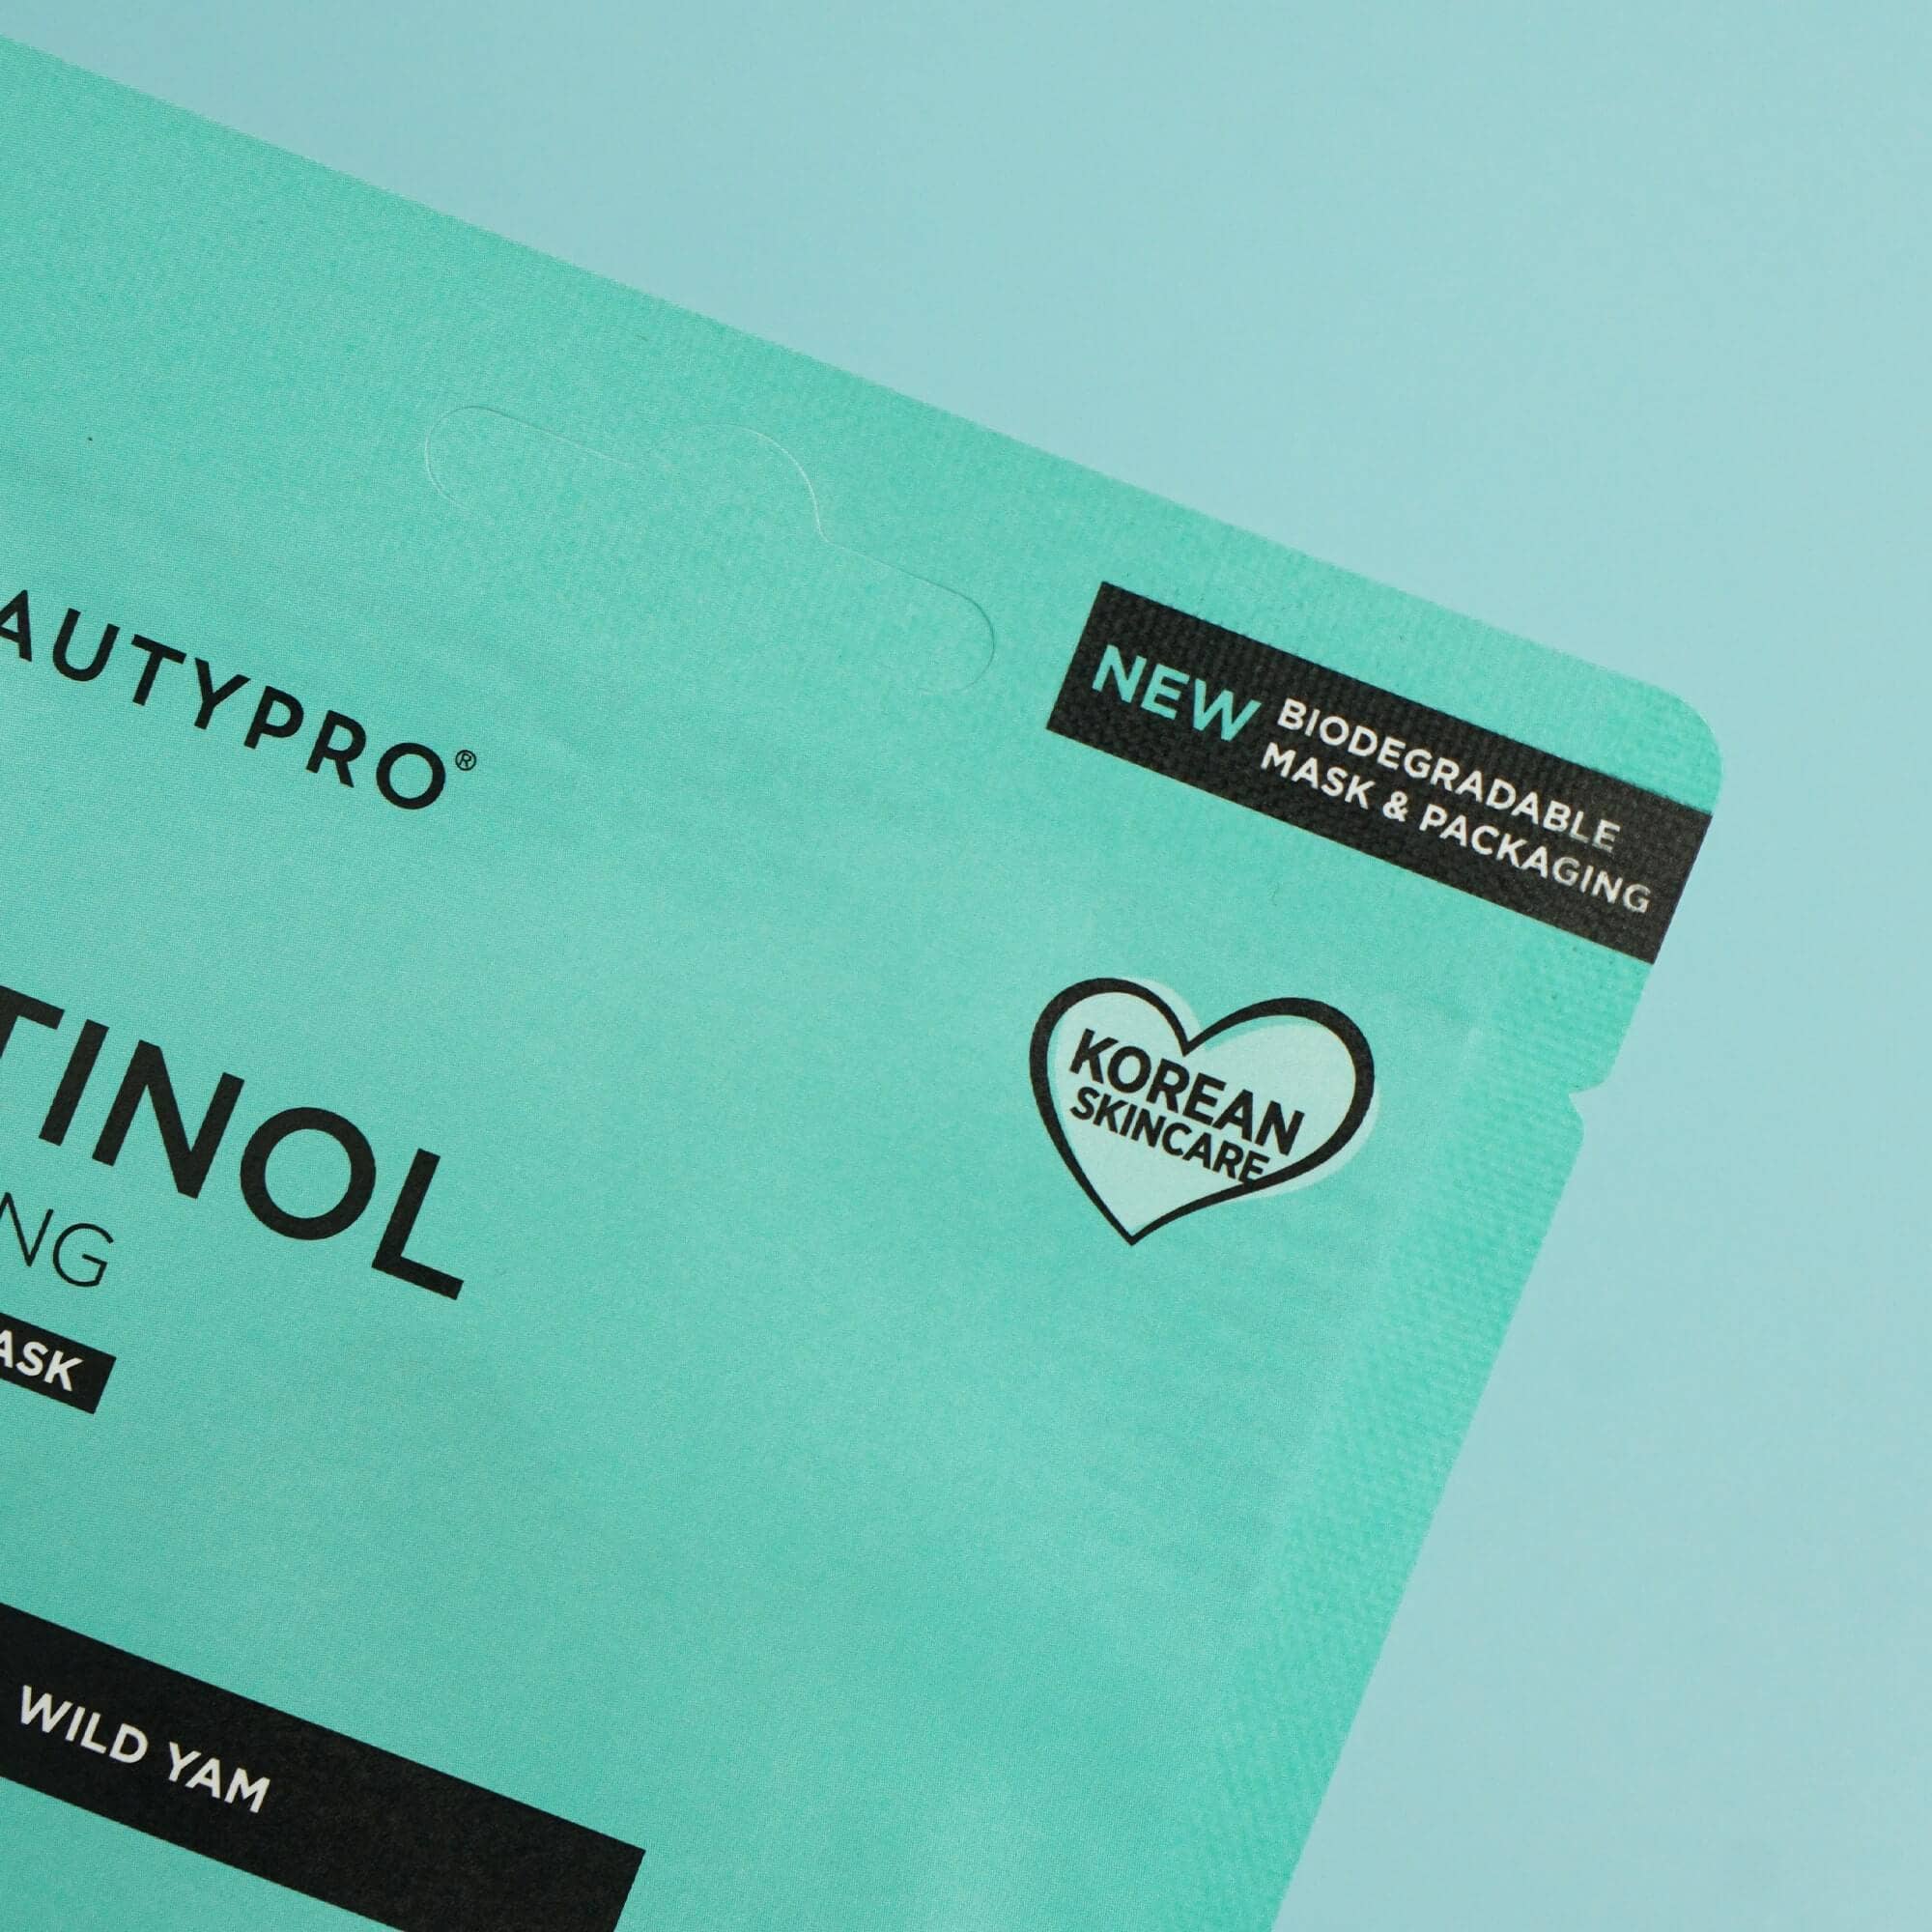 AUTYPRO®
NEW BIODEGRADABLE
MASK & PACKAGING
KOREAN
SKINCARE
TINOL
NG
ASK
WILD YAM